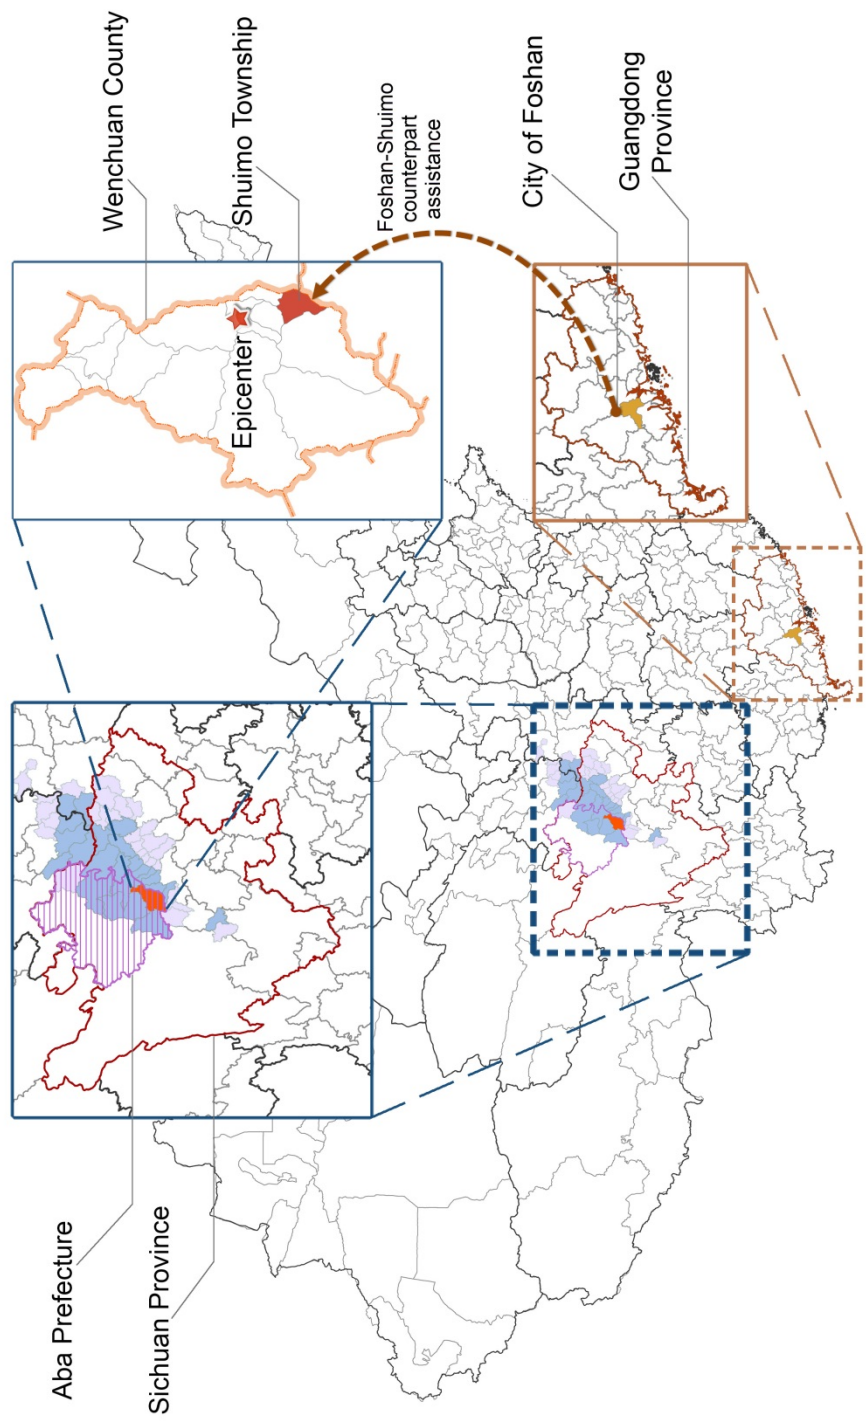 Aba Prefecture
Sichuan Province
Wenchuan County
Shuimo Township
Epicenter
Foshan-Shuimo
counterpart
assistance
City of Foshan
Guangdong
Province